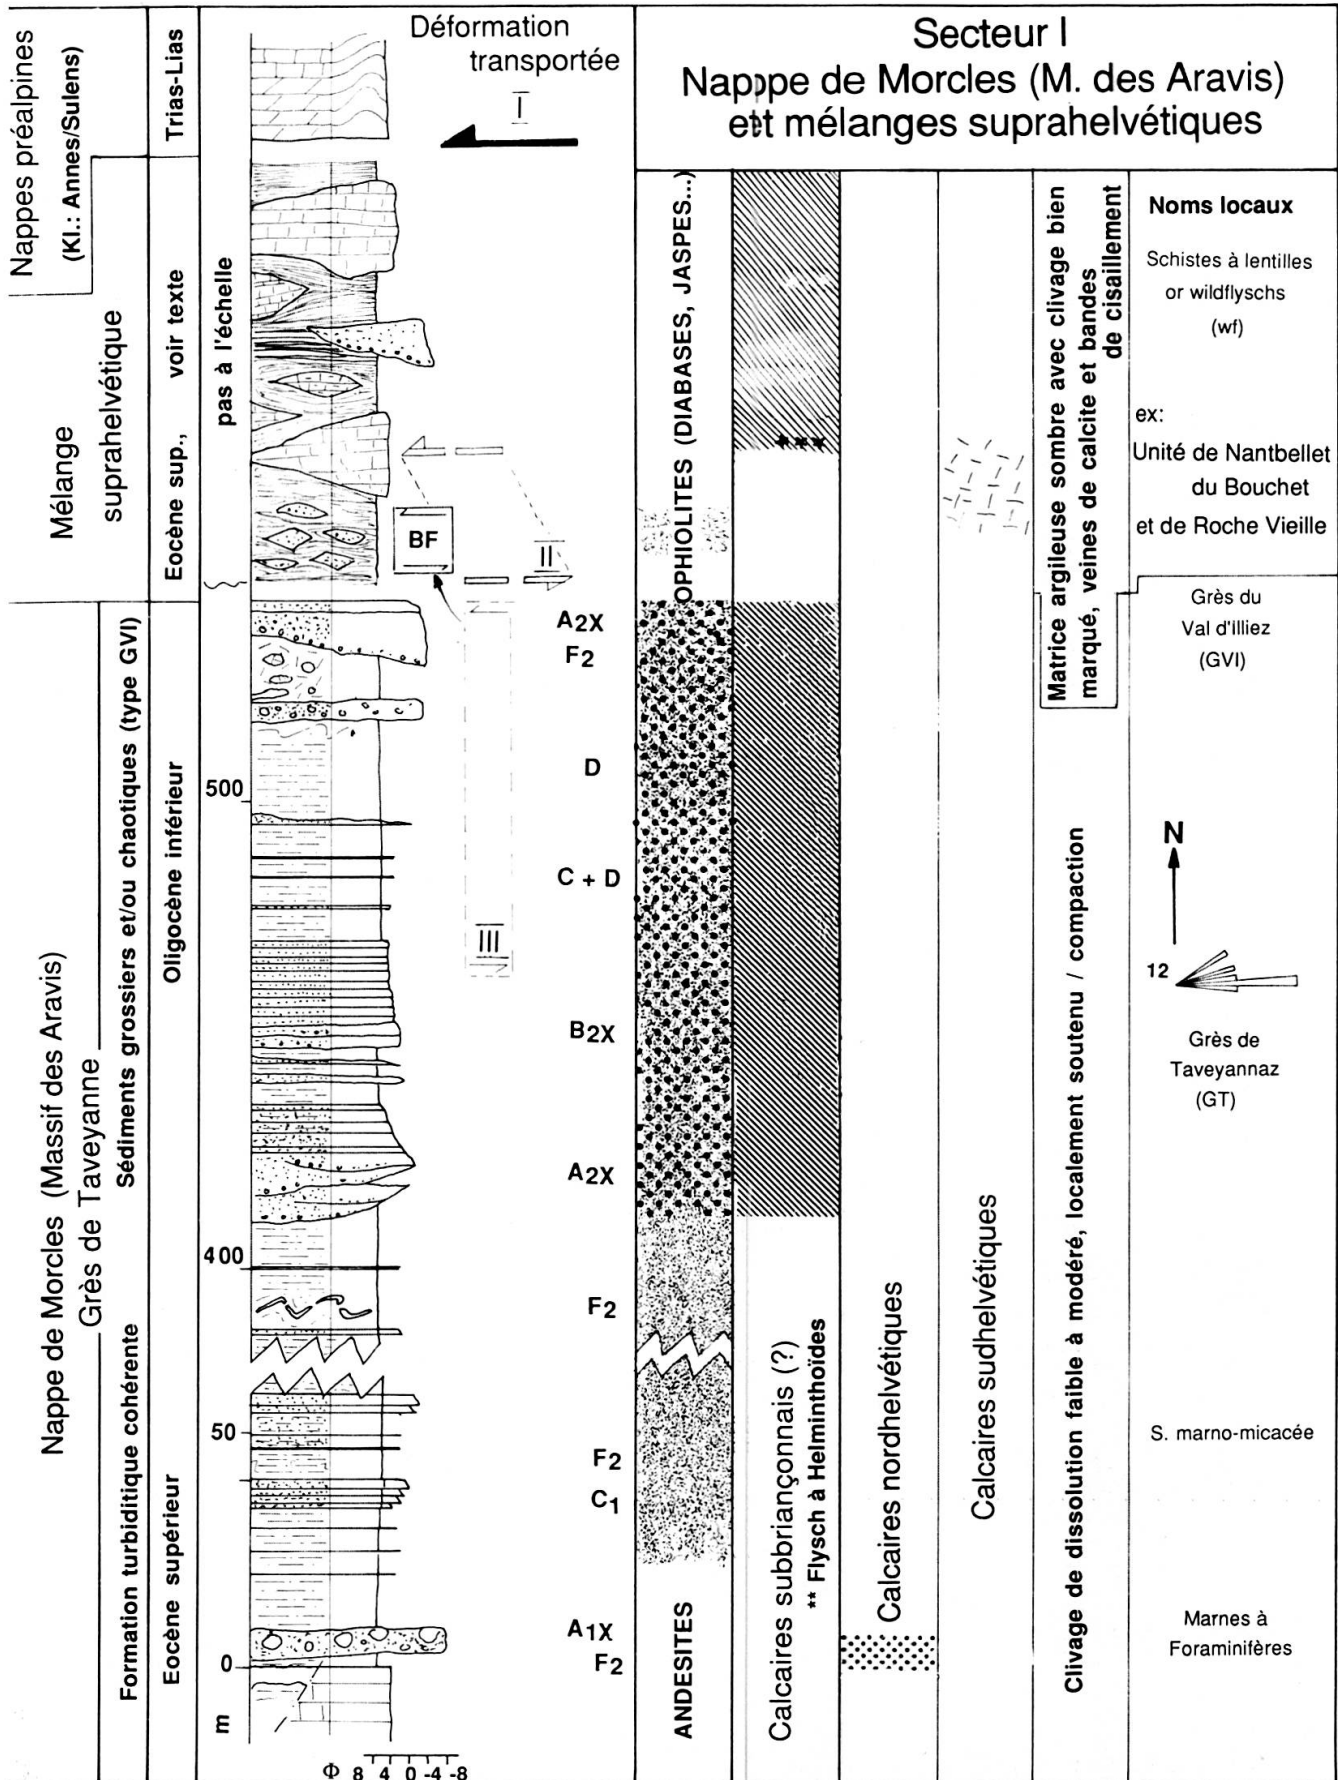 Nappes préalpines
(Kl.: Annes/Sulens)
Trias-Lias
Déformation
transportée
I
Secteur I
Nappe de Morcles (M. des Aravis)
ett mélanges suprahelvétiques
Mélange
suprahelvétique
Eocène sup., voir texte
pas à l'échelle
BF
II
OPHIOLITES (DIABASES, JASPES...)
***
Matrice argileuse sombre avec clivage bien
marqué, veines de calcite et bandes
de cisaillement
Noms locaux
Schistes à lentilles
or wildflyschs
(wf)
ex:
Unité de Nantbellet
du Bouchet
et de Roche Vieille
Nappe de Morcles (Massif des Aravis)
Grès de Taveyanne
Sédiments grossiers et/ou chaotiques (type GVI)
Formation turbiditique cohérente
Oligocène inférieur
Eocène supérieur
500
400
50
0
m
III
A2X
F2
D
C + D
B2X
A2X
F2
F2
C1
A1X
F2
Φ 8 4 0 -4 -8
ANDESITES
Calcaires subbriançonnais (?)
** Flysch à Helminthoïdes
Calcaires nordhelvétiques
Calcaires sudhelvétiques
Clivage de dissolution faible à modéré, localement soutenu / compaction
Grès du
Val d'Illiez
(GVI)
N
12
Grès de
Taveyannaz
(GT)
S. marno-micacée
Marnes à
Foraminifères